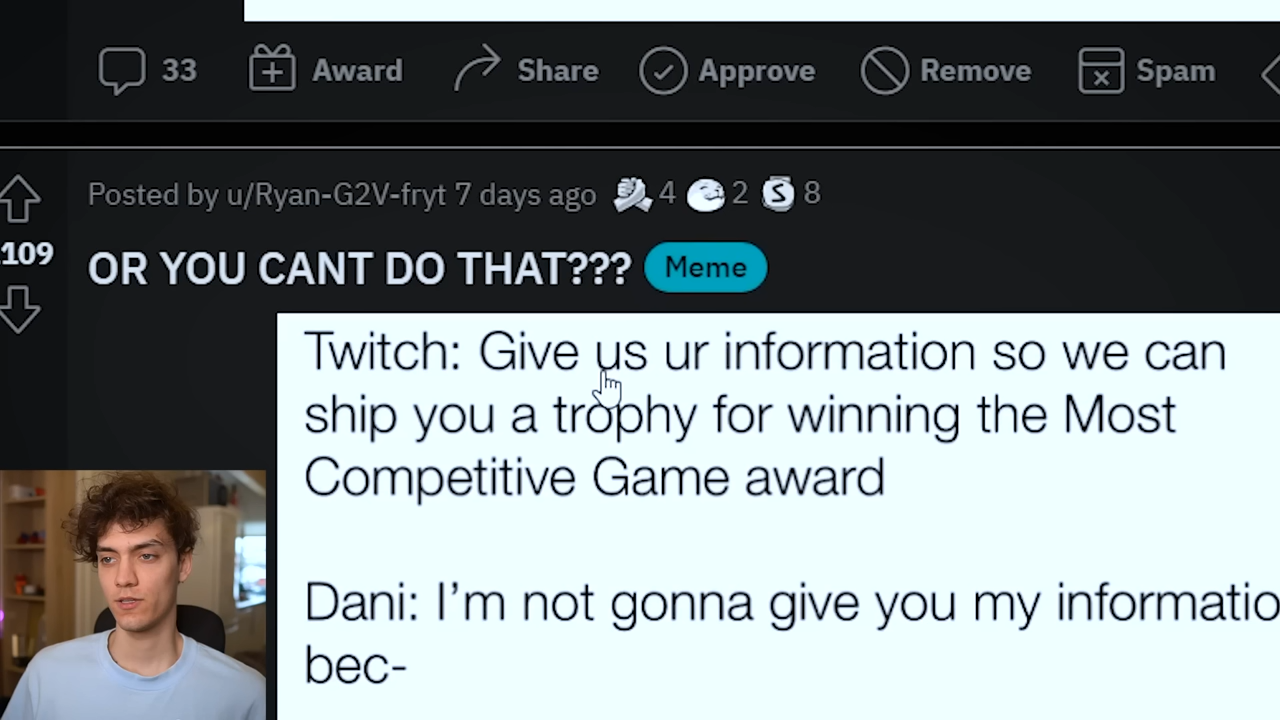 33 Award Share Approve Remove Spam
Posted by u/Ryan-G2V-fryt 7 days ago 4 2 S 8
109
OR YOU CANT DO THAT??? Meme
Twitch: Give us ur information so we can
ship you a trophy for winning the Most
Competitive Game award
Dani: I’m not gonna give you my informatio
bec-